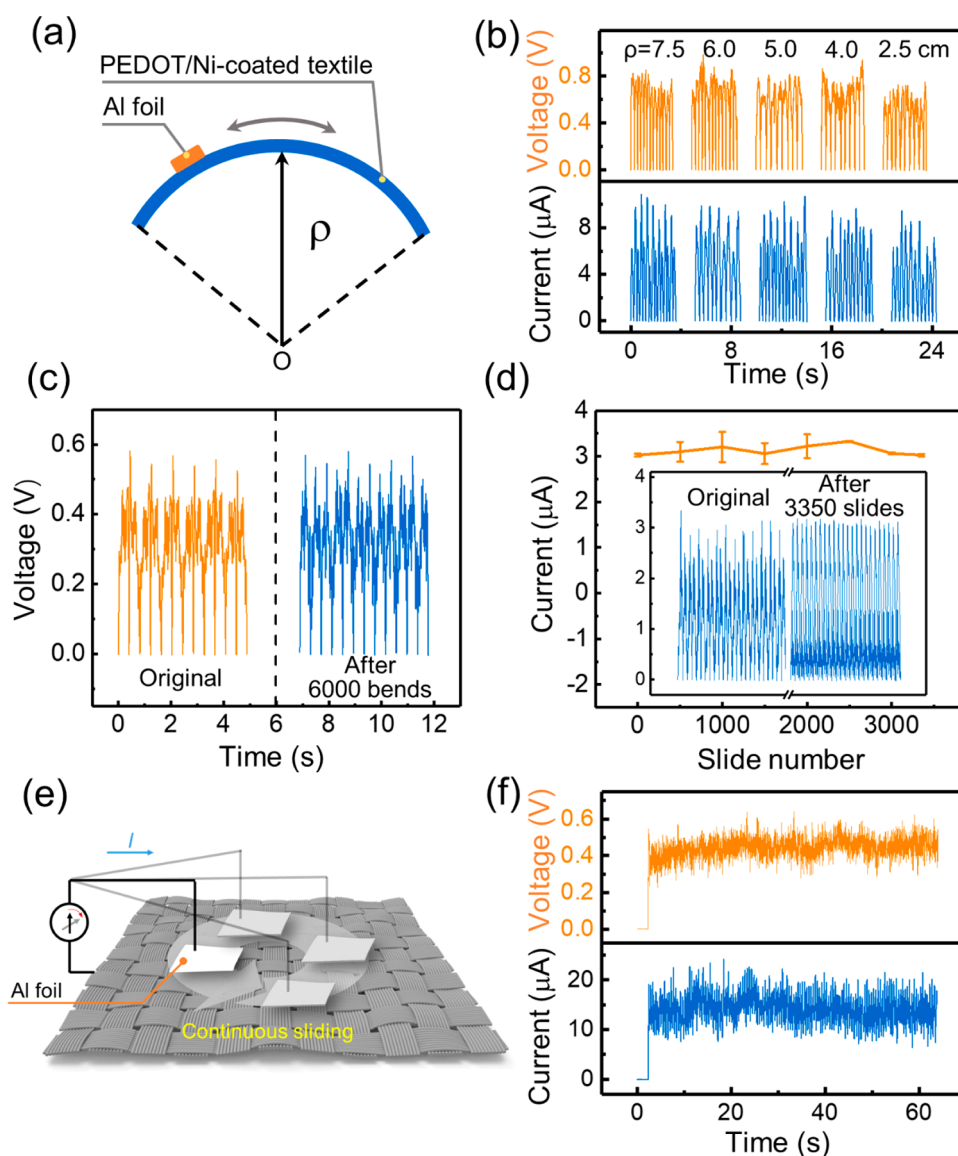 (a)
PEDOT/Ni-coated textile
Al foil
ρ
O
(b)
ρ=7.5 6.0 5.0 4.0 2.5 cm
Voltage (V)
0.8
0.4
0.0
Current (μA)
8
4
0
0 8 16 24
Time (s)
(c)
Voltage (V)
0.6
0.4
0.2
0.0
Original
After
6000 bends
0 2 4 6 8 10 12
Time (s)
(d)
Current (μA)
4
3
2
1
0
-1
-2
Original
After
3350 slides
3
2
1
0
0 1000 2000 3000
Slide number
(e)
I
Al foil
Continuous sliding
(f)
Voltage (V)
0.6
0.4
0.2
0.0
Current (μA)
20
10
0
0 20 40 60
Time (s)